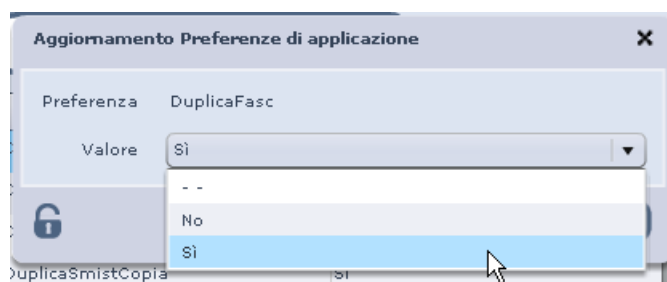 Aggiornamento Preferenze di applicazione
Preferenza DuplicaFasc
Valore Sì
- -
No
Sì
DuplicaSmistCopia Sì